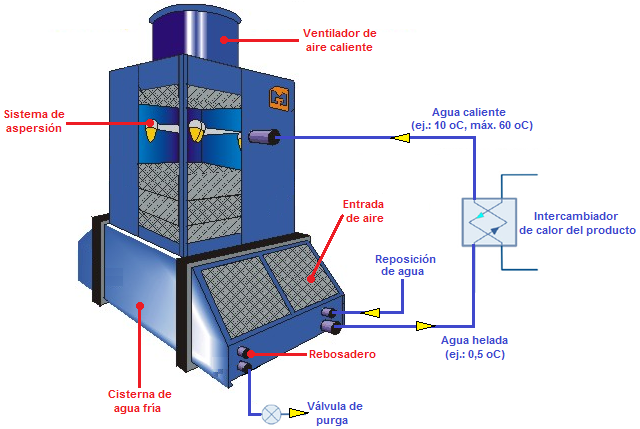 Ventilador de
aire caliente
Sistema de
aspersión
Agua caliente
(ej.: 10 oC, máx. 60 oC)
Entrada
de aire
Intercambiador
de calor del producto
Reposición
de agua
Agua helada
(ej.: 0,5 oC)
Rebosadero
Cisterna de
agua fría
Válvula de
purga